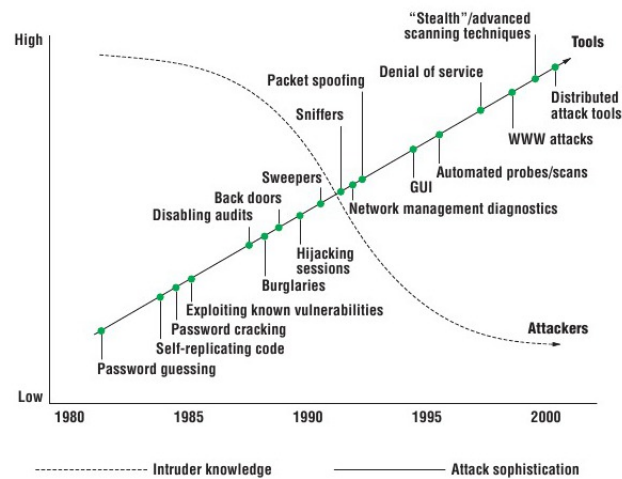 "Stealth"/advanced
scanning techniques
High
Tools
Packet spoofing
Denial of service
Sniffers
Distributed
attack tools
WWW attacks
Sweepers
Automated probes/scans
GUI
Back doors
Network management diagnostics
Disabling audits
Hijacking
sessions
Burglaries
Exploiting known vulnerabilities
Password cracking
Attackers
Self-replicating code
Password guessing
Low
1980
1985
1990
1995
2000
Intruder knowledge
Attack sophistication